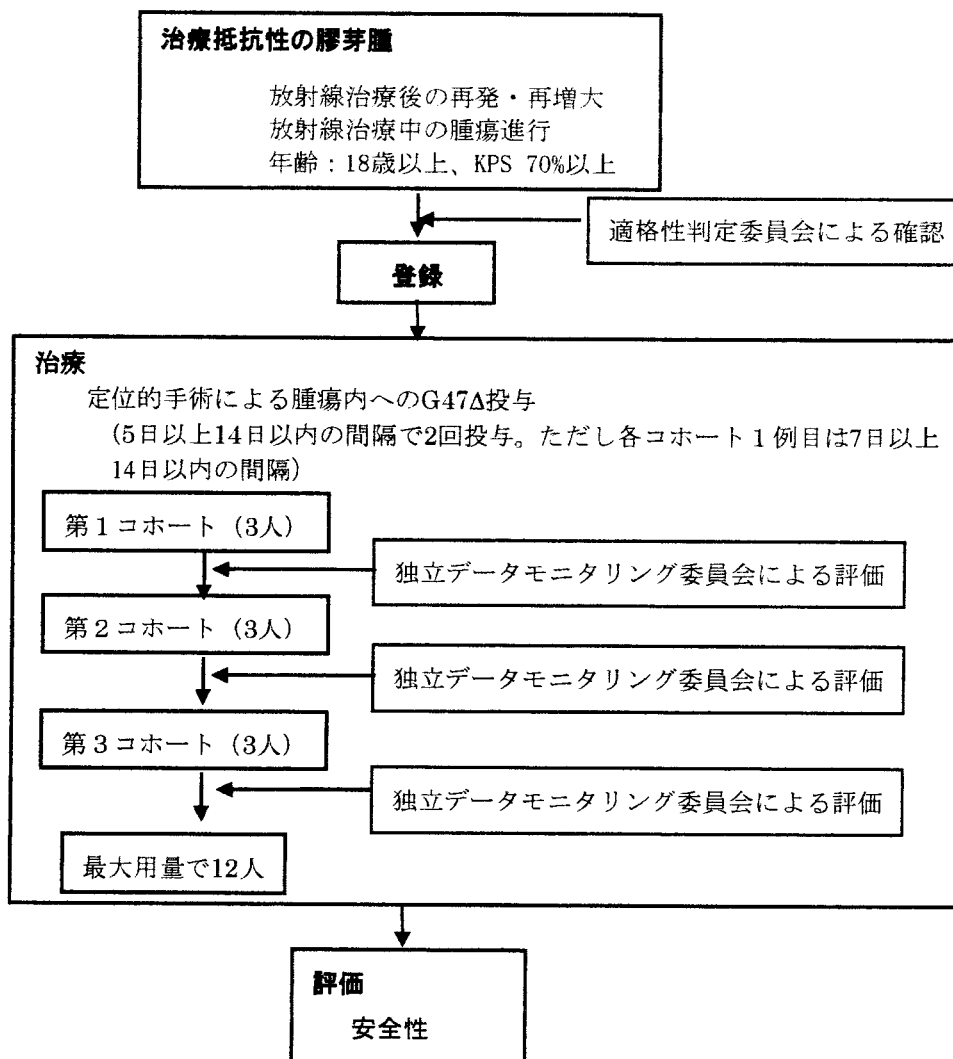 治療抵抗性の膠芽腫
放射線治療後の再発・再増大
放射線治療中の腫瘍進行
年齢：18歳以上、KPS 70%以上
適格性判定委員会による確認
登録
治療
定位的手術による腫瘍内へのG47Δ投与
(5日以上14日以内の間隔で2回投与。ただし各コホート１例目は7日以上
14日以内の間隔)
第１コホート（3人）
独立データモニタリング委員会による評価
第２コホート（3人）
独立データモニタリング委員会による評価
第３コホート（3人）
独立データモニタリング委員会による評価
最大用量で12人
評価
安全性